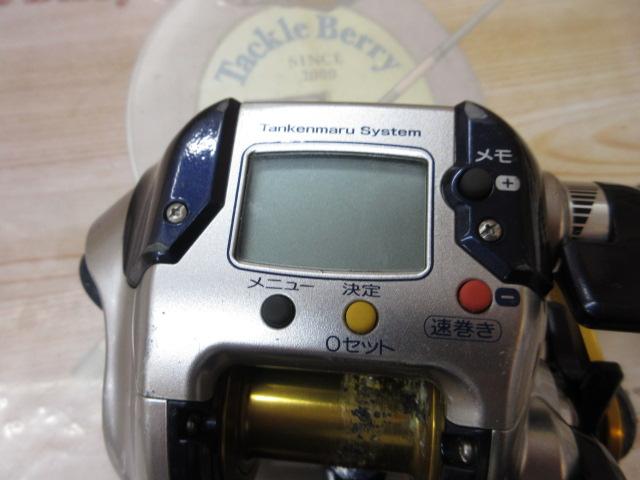 Tackle Berry
SINCE
2000
Tankenmaru System
メモ
+
メニュー 決定
-
0セット
速巻き